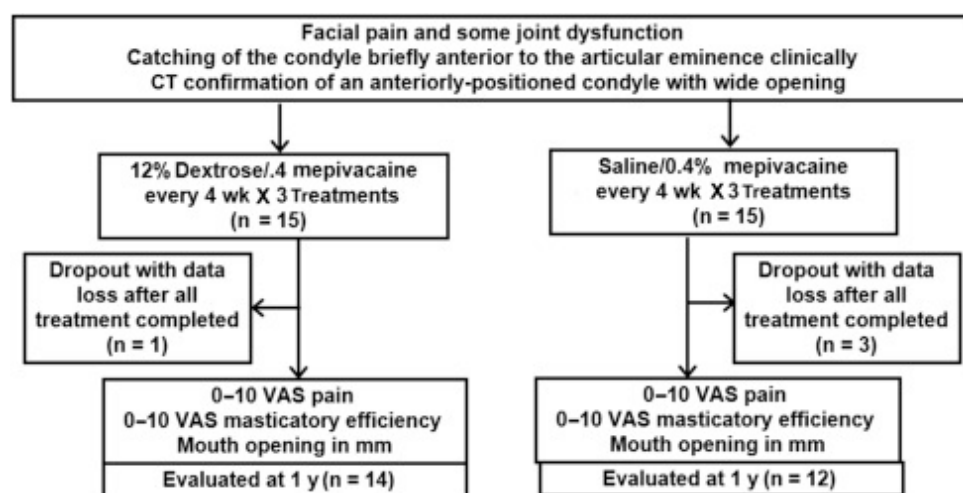 Facial pain and some joint dysfunction
Catching of the condyle briefly anterior to the articular eminence clinically
CT confirmation of an anteriorly-positioned condyle with wide opening
12% Dextrose/.4 mepivacaine
every 4 wk X 3 Treatments
(n = 15)
Saline/0.4% mepivacaine
every 4 wk X 3 Treatments
(n = 15)
Dropout with data
loss after all
treatment completed
(n = 1)
Dropout with data
loss after all
treatment completed
(n = 3)
0–10 VAS pain
0–10 VAS masticatory efficiency
Mouth opening in mm
Evaluated at 1 y (n = 14)
0–10 VAS pain
0–10 VAS masticatory efficiency
Mouth opening in mm
Evaluated at 1 y (n = 12)